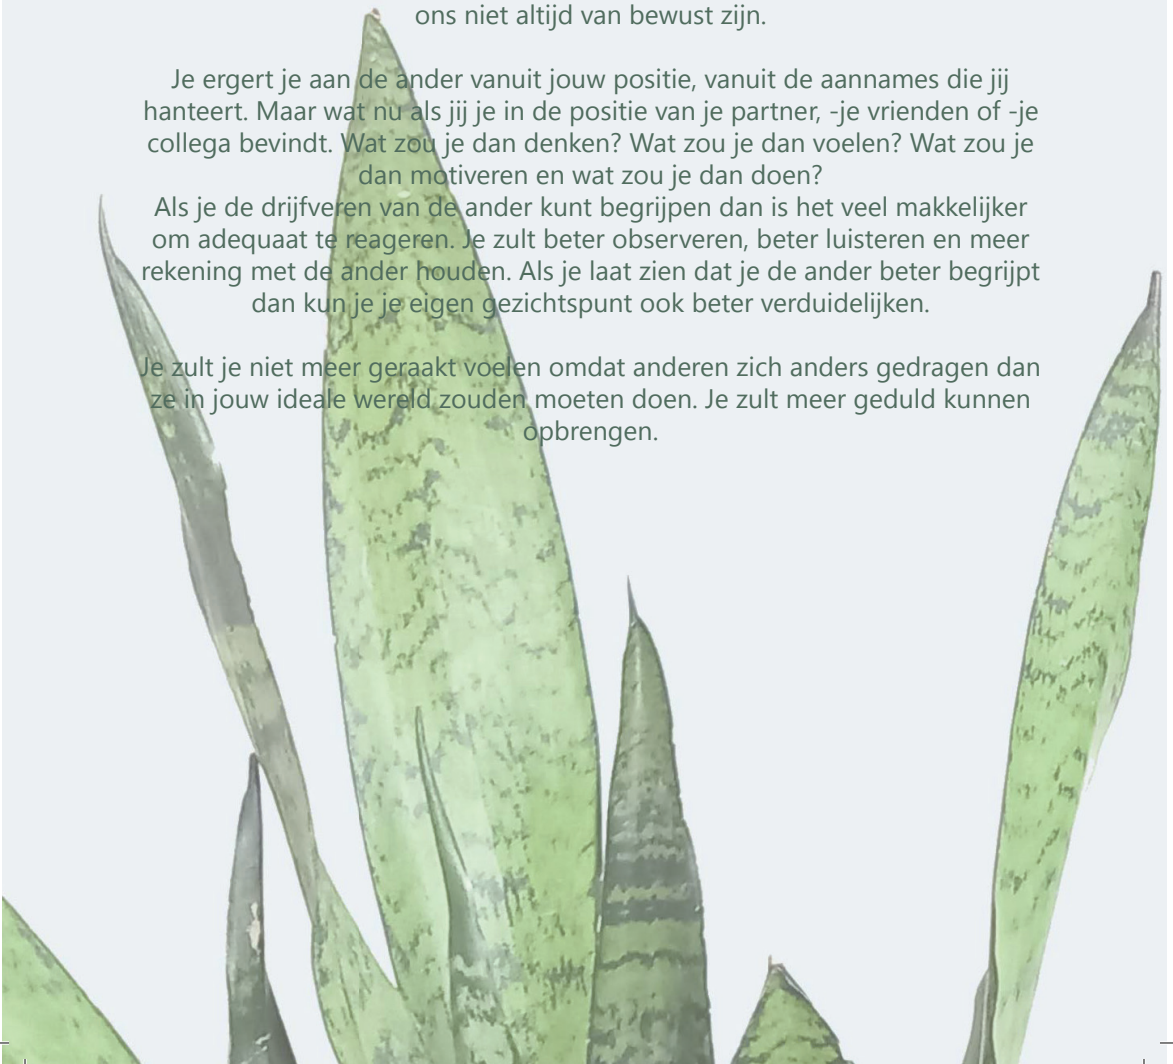 ons niet altijd van bewust zijn.
Je ergert je aan de ander vanuit jouw positie, vanuit de aannames die jij
hanteert. Maar wat nu als jij je in de positie van je partner, -je vrienden of -je
collega bevindt. Wat zou je dan denken? Wat zou je dan voelen? Wat zou je
dan motiveren en wat zou je dan doen?
Als je de drijfveren van de ander kunt begrijpen dan is het veel makkelijker
om adequaat te reageren. Je zult beter observeren, beter luisteren en meer
rekening met de ander houden. Als je laat zien dat je de ander beter begrijpt
dan kun je je eigen gezichtspunt ook beter verduidelijken.
Je zult je niet meer geraakt voelen omdat anderen zich anders gedragen dan
ze in jouw ideale wereld zouden moeten doen. Je zult meer geduld kunnen
opbrengen.